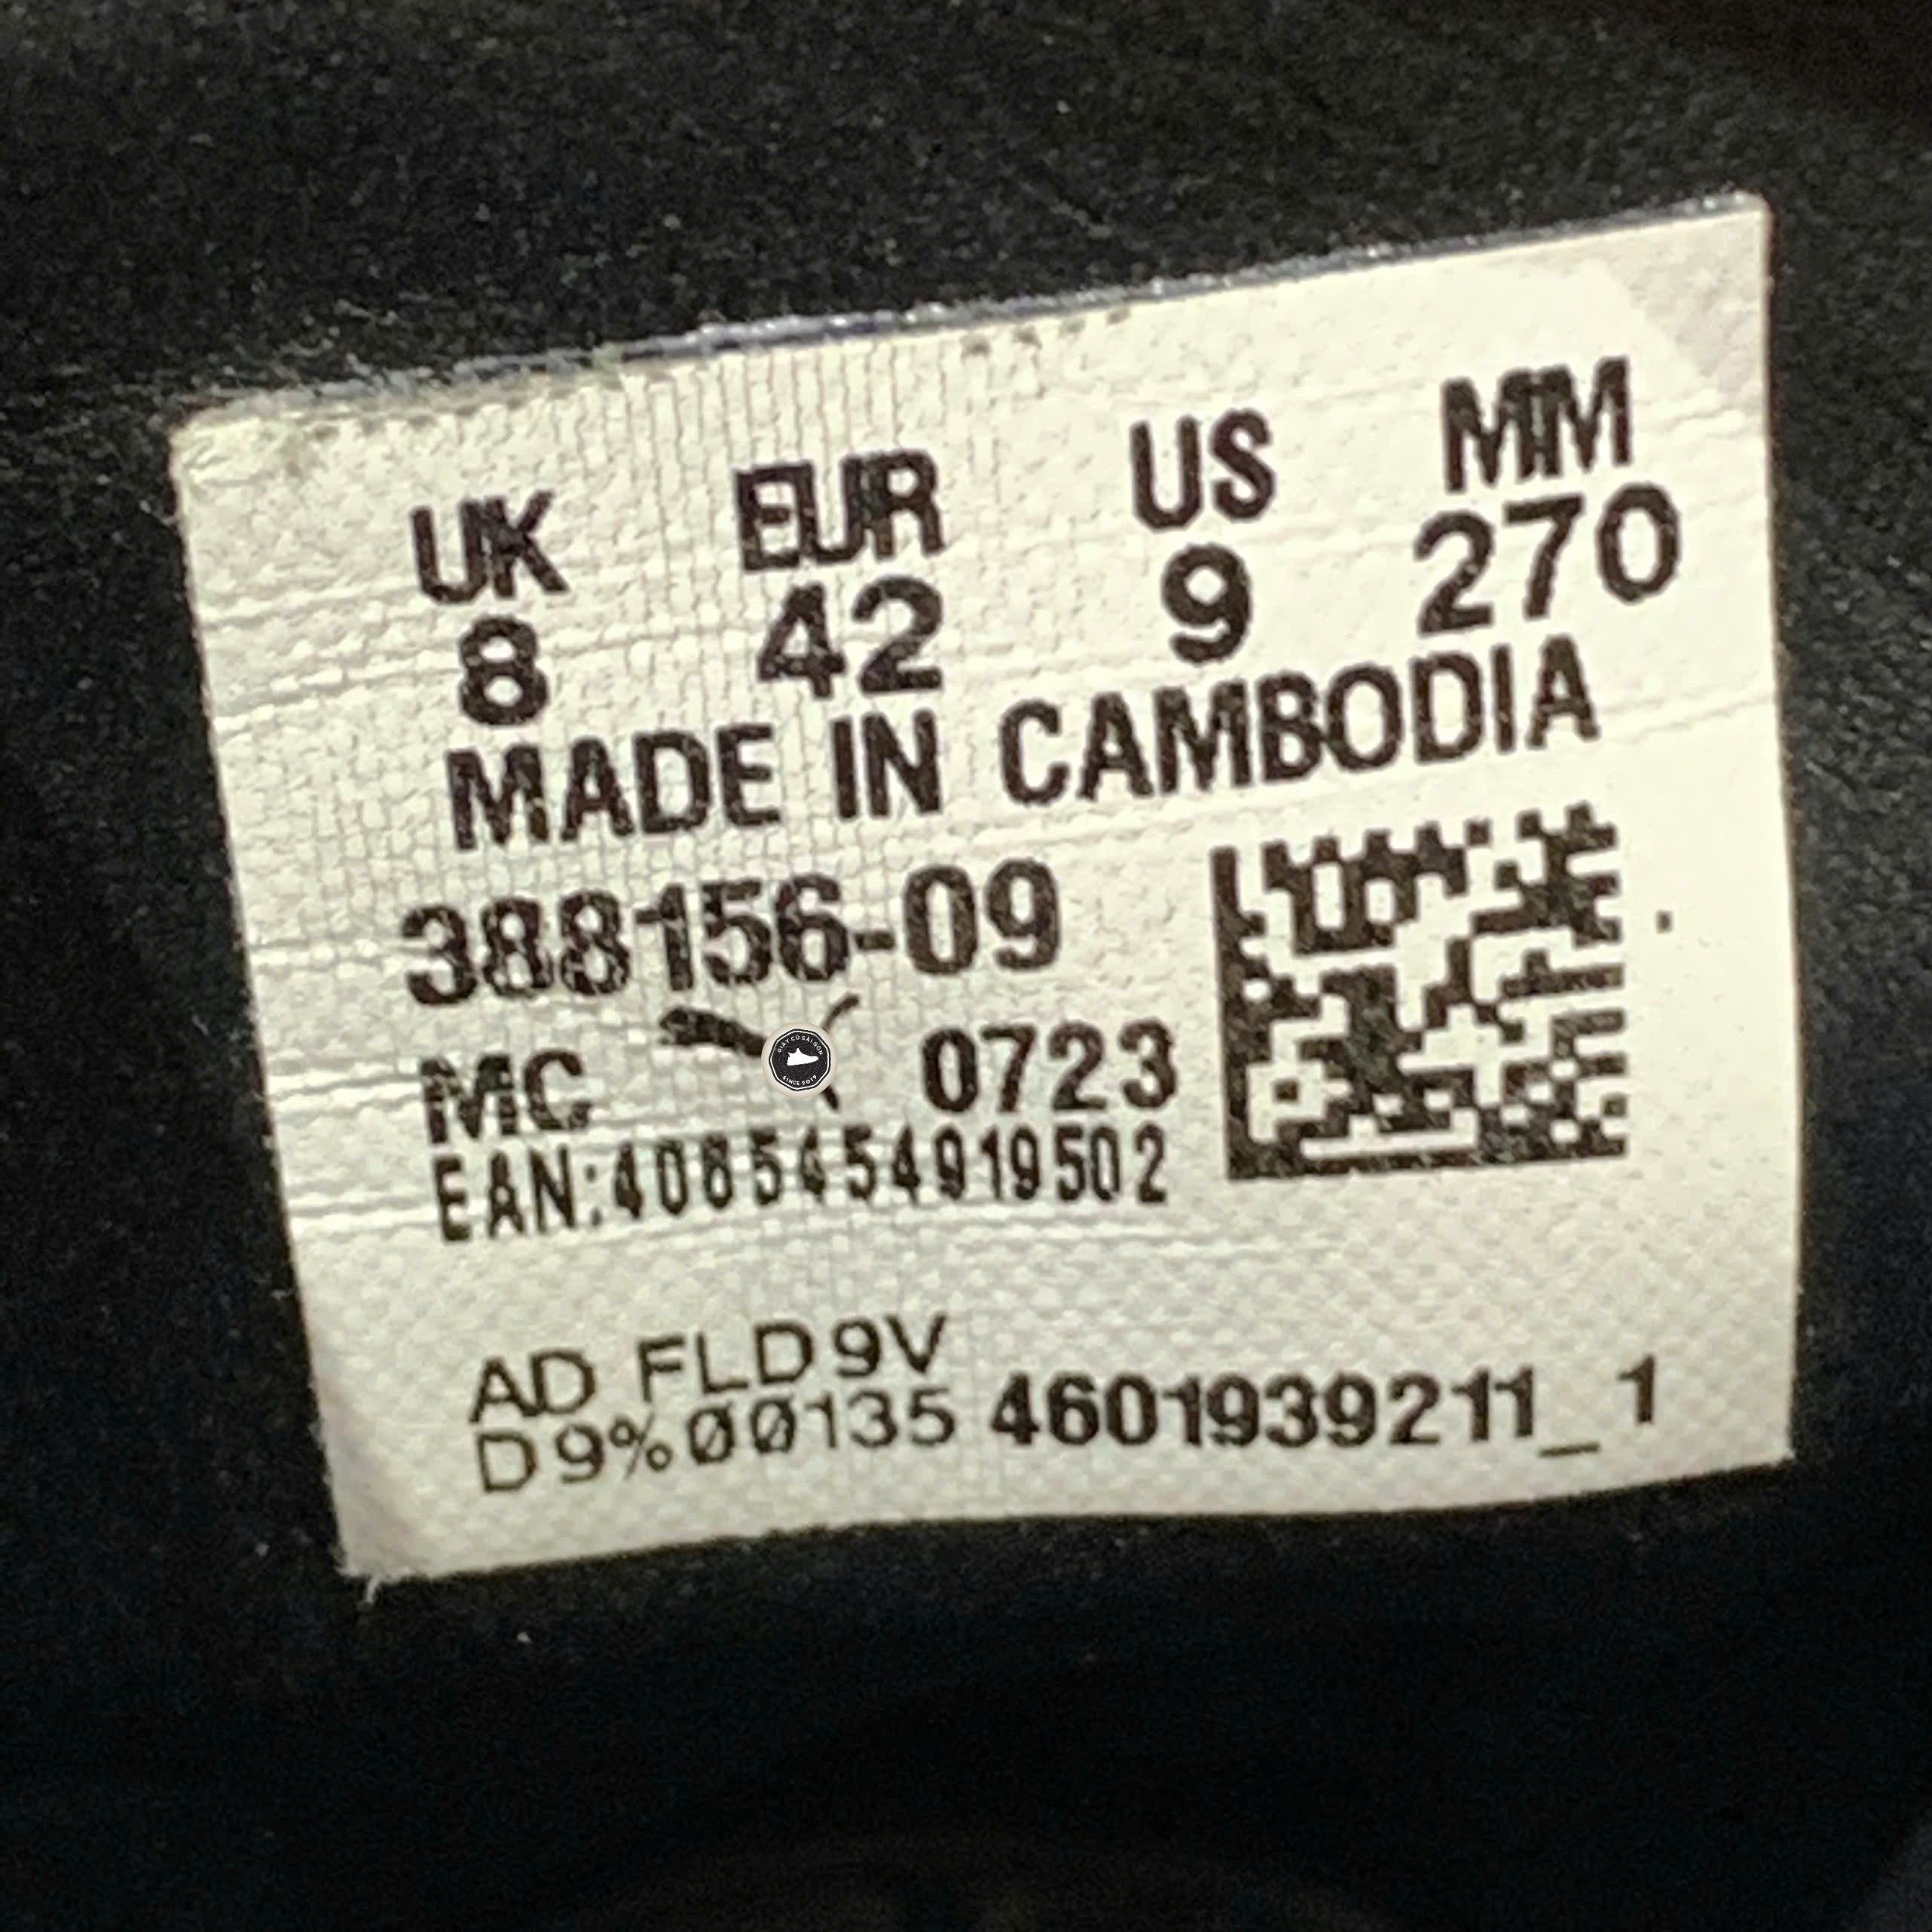 UK EUR US MM
8 42 9 270
MADE IN CAMBODIA
388156-09
MC 0723
EAN:4065454919502
AD FLD9V
D9%00135 4601939211_1